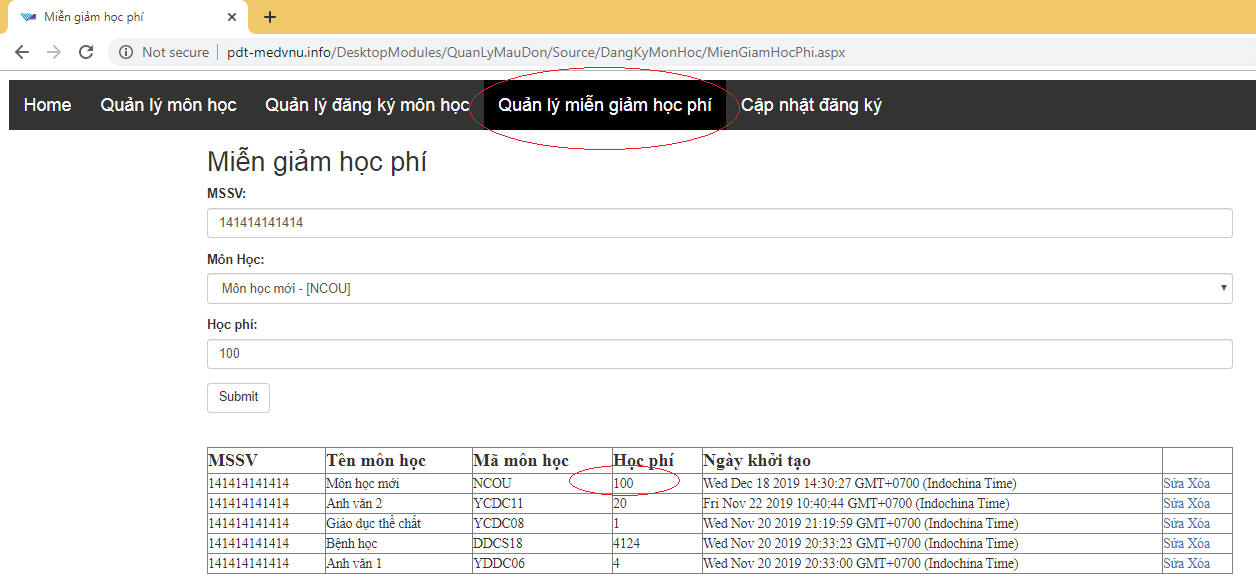 Miễn giảm học phí
Not secure | pdt-medvnu.info/DesktopModules/QuanLyMauDon/Source/DangKyMonHoc/MienGiamHocPhi.aspx
Home Quản lý môn học Quản lý đăng ký môn học Quản lý miễn giảm học phí Cập nhật đăng ký
Miễn giảm học phí
MSSV:
141414141414
Môn Học:
Môn học mới - [NCOU]
Học phí:
100
Submit
MSSV Tên môn học Mã môn học Học phí Ngày khởi tạo
141414141414 Môn học mới NCOU 100 Wed Dec 18 2019 14:30:27 GMT+0700 (Indochina Time) Sửa Xóa
141414141414 Anh văn 2 YCDC11 20 Fri Nov 22 2019 10:40:44 GMT+0700 (Indochina Time) Sửa Xóa
141414141414 Giáo dục thể chất YCDC08 1 Wed Nov 20 2019 21:19:59 GMT+0700 (Indochina Time) Sửa Xóa
141414141414 Bệnh học DDCS18 4124 Wed Nov 20 2019 20:33:23 GMT+0700 (Indochina Time) Sửa Xóa
141414141414 Anh văn 1 YDDC06 4 Wed Nov 20 2019 20:33:00 GMT+0700 (Indochina Time) Sửa Xóa